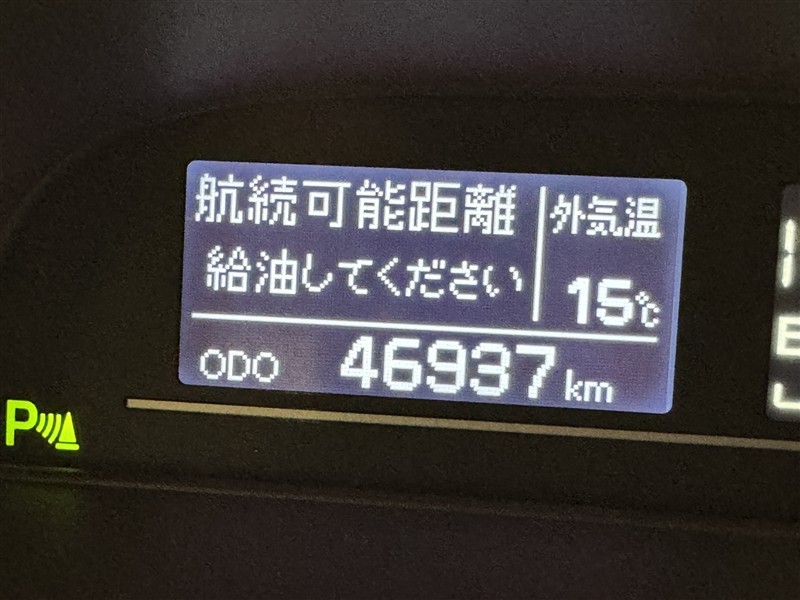 航続可能距離
給油してください
外気温
15℃
ODO 46937 km
P